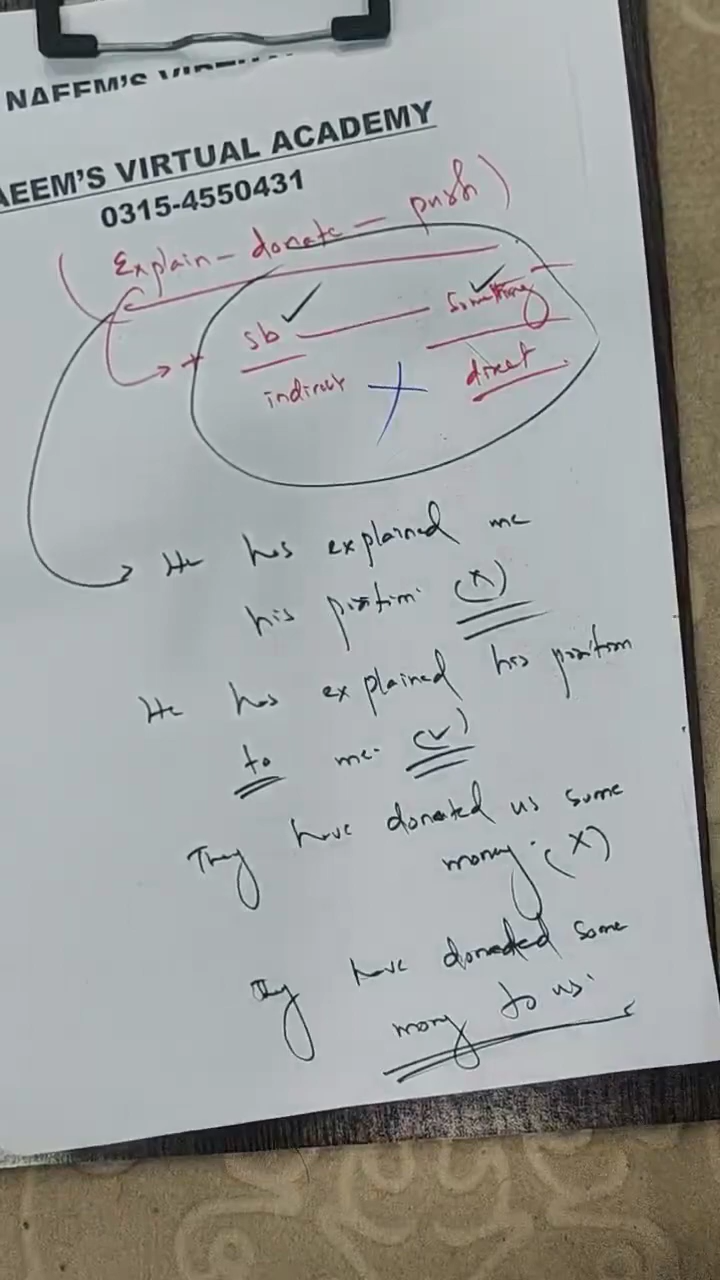 NAEEM'S VIRTUAL
NAEEM'S VIRTUAL ACADEMY
0315-4550431
(Explain - donate - push)
+ sb ✓ — Something ✓
indirect X direct
He has explained me
his position. (X)
He has explained his position
to me. (✓)
They have donated us some
money. (X)
They have donated some
money to us.